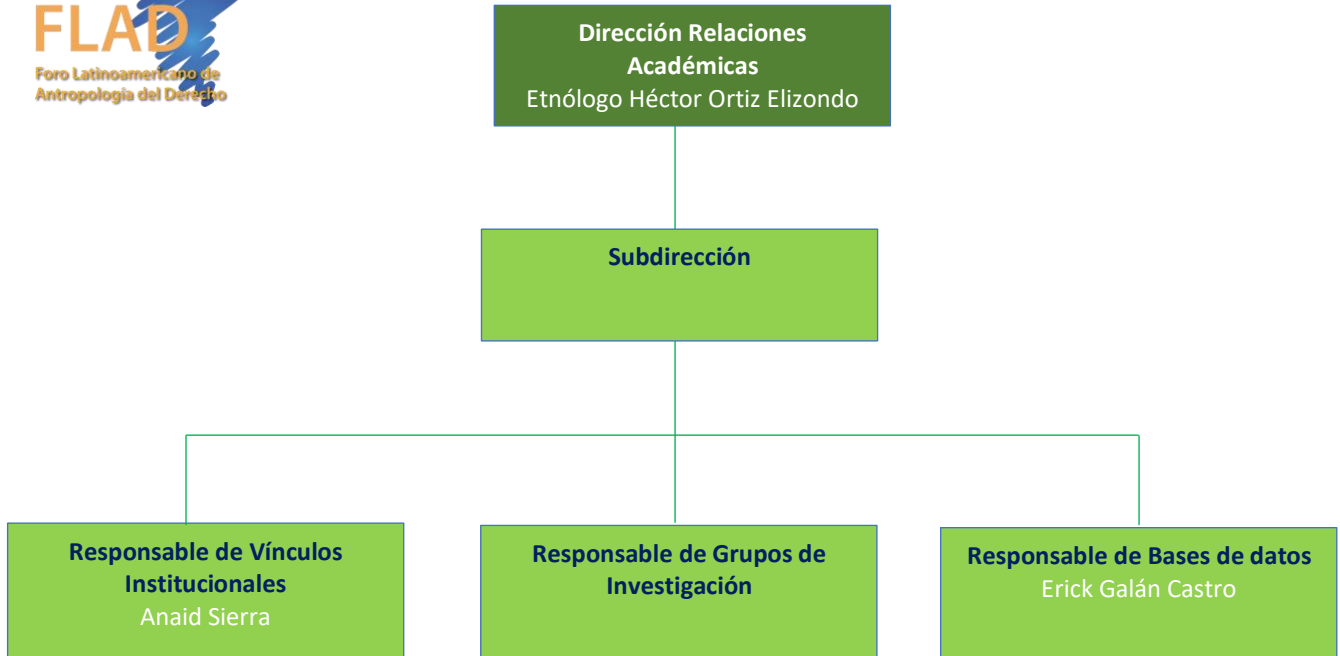 FLAD
Foro Latinoamericano de
Antropología del Derecho
Dirección Relaciones
Académicas
Etnólogo Héctor Ortiz Elizondo
Subdirección
Responsable de Vínculos
Institucionales
Anaid Sierra
Responsable de Grupos de
Investigación
Responsable de Bases de datos
Erick Galán Castro